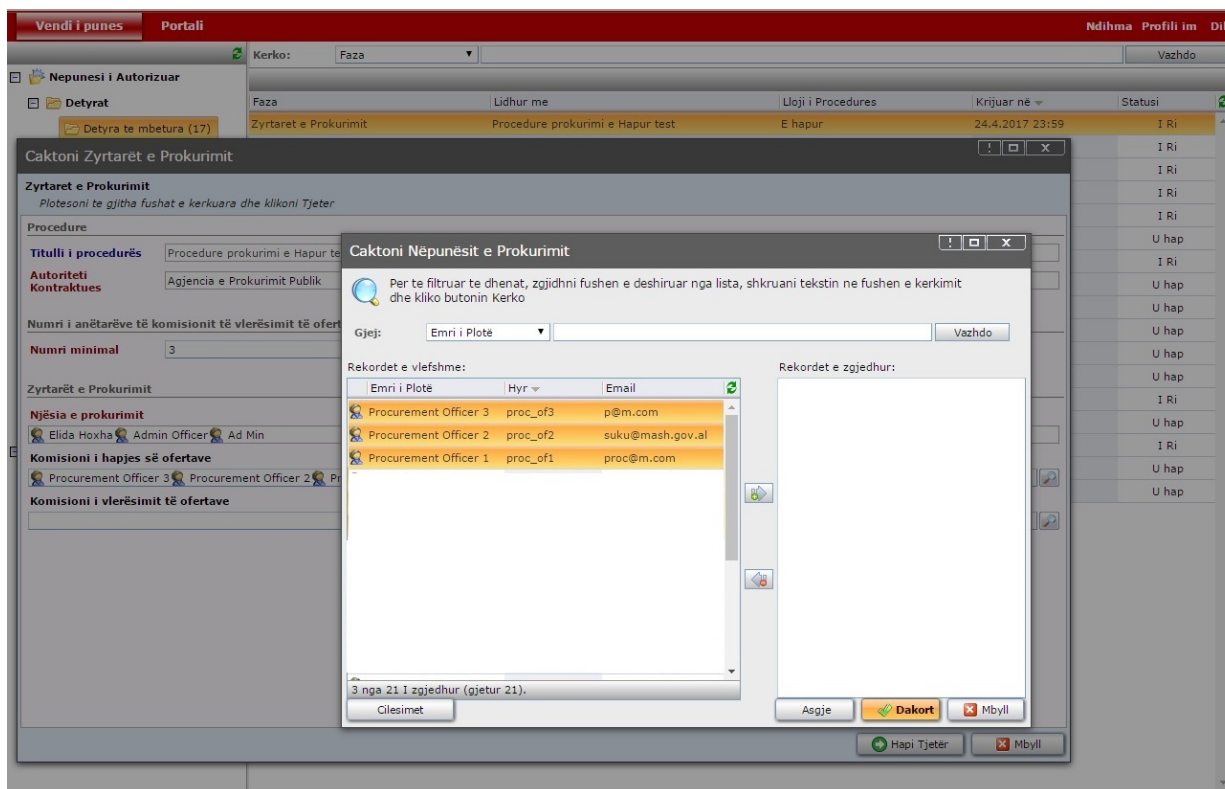 Vendi i punes Portali Ndihma Profili im
Kerko: Faza Vazhdo
Nepunesi i Autorizuar
Detyrat
Faza Lidhur me Lloji i Procedures Krijuar në Statusi
Detyra te mbetura (17) Zyrtaret e Prokurimit Procedure prokurimi e Hapur test E hapur 24.4.2017 23:59 I Ri
Caktoni Zyrtarët e Prokurimit
I Ri
I Ri
Zyrtaret e Prokurimit
I Ri
Plotesoni te gjitha fushat e kerkuara dhe klikoni Tjeter
I Ri
Procedure
U hap
Titulli i procedurës Procedure prokurimi e Hapur te
I Ri
Autoriteti
Kontraktues
Agjencia e Prokurimit Publik
U hap
U hap
Numri i anëtarëve të komisionit të vlerësimit të ofert
U hap
Numri minimal 3
U hap
U hap
Zyrtarët e Prokurimit
I Ri
Njësia e prokurimit
U hap
Elida Hoxha Admin Officer Ad Min
I Ri
Komisioni i hapjes së ofertave
U hap
Procurement Officer 3 Procurement Officer 2 Pr
U hap
Komisioni i vlerësimit të ofertave
Caktoni Nëpunësit e Prokurimit
Per te filtruar te dhenat, zgjidhni fushen e deshiruar nga lista, shkruani tekstin ne fushen e kerkimit
dhe kliko butonin Kerko
Gjej: Emri i Plotë Vazhdo
Rekordet e vlefshme: Rekordet e zgjedhur:
Emri i Plotë Hyr Email
Procurement Officer 3 proc_of3 p@m.com
Procurement Officer 2 proc_of2 suku@mash.gov.al
Procurement Officer 1 proc_of1 proc@m.com
3 nga 21 I zgjedhur (gjetur 21).
Cilesimet Asgje Dakort Mbyll
Hapi Tjetër Mbyll